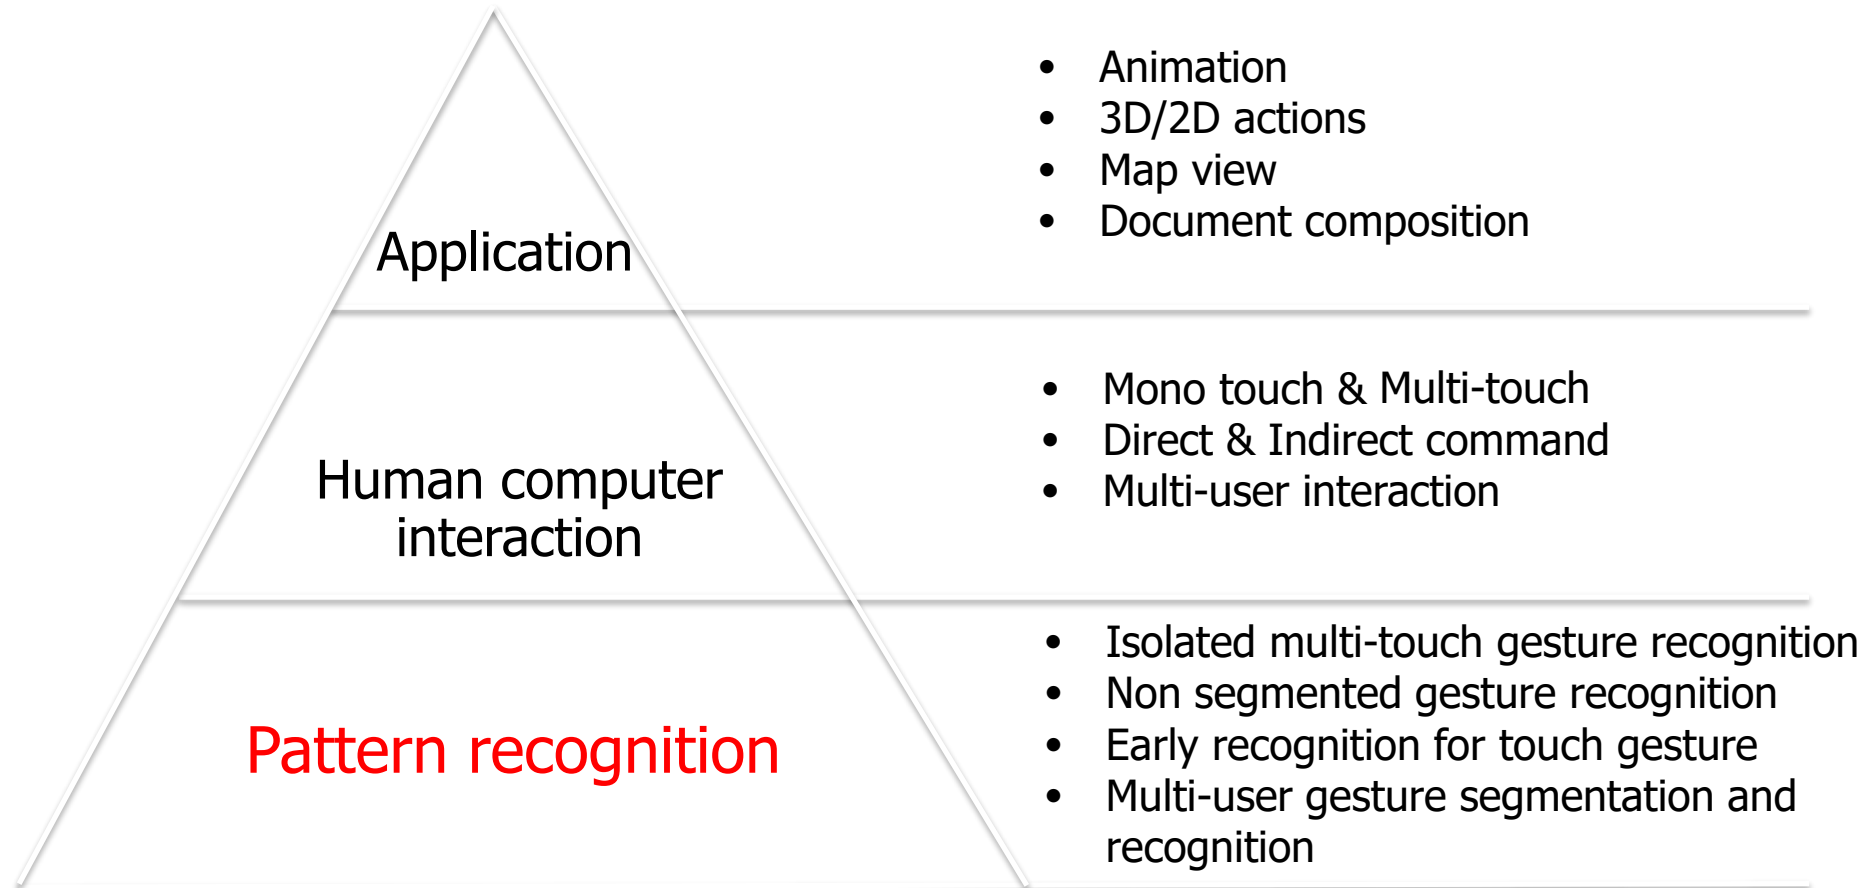 Application
• Animation
• 3D/2D actions
• Map view
• Document composition
Human computer
interaction
• Mono touch & Multi-touch
• Direct & Indirect command
• Multi-user interaction
Pattern recognition
• Isolated multi-touch gesture recognition
• Non segmented gesture recognition
• Early recognition for touch gesture
• Multi-user gesture segmentation and
recognition